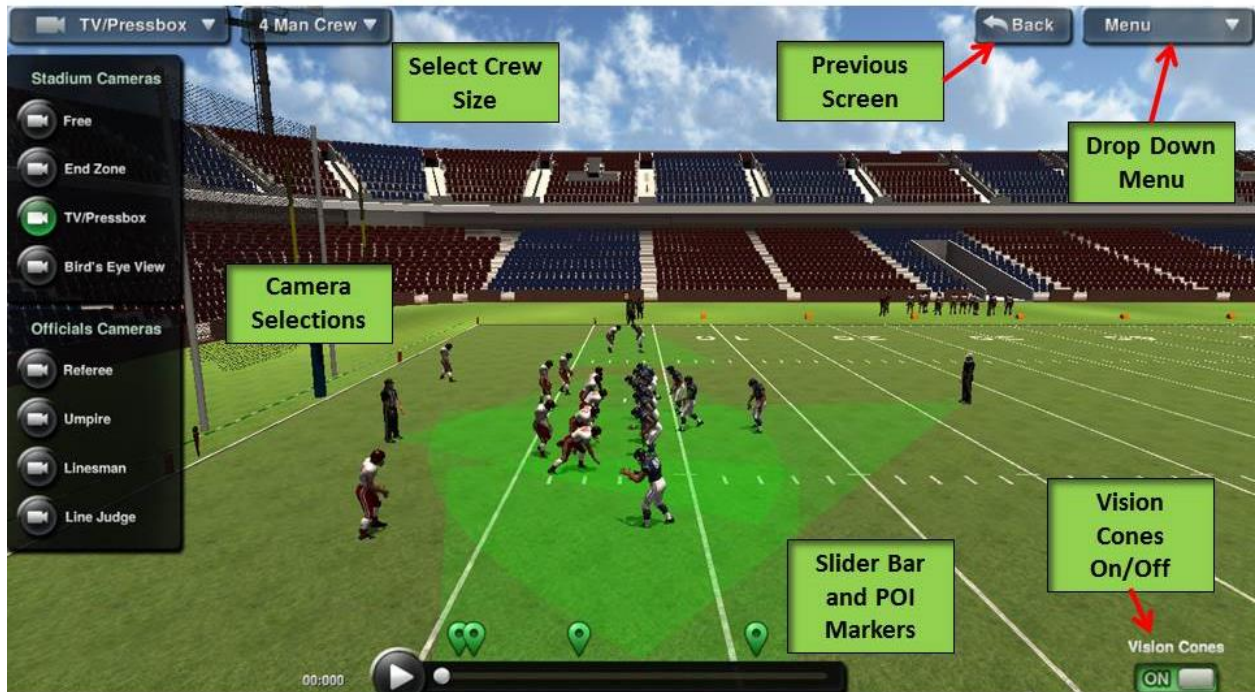 TV/Pressbox
4 Man Crew
Back
Menu
Select Crew
Size
Previous
Screen
Drop Down
Menu
Stadium Cameras
Free
End Zone
TV/Pressbox
Bird's Eye View
Camera
Selections
Officials Cameras
Referee
Umpire
Linesman
Line Judge
Vision
Cones
On/Off
Slider Bar
and POI
Markers
Vision Cones
ON
00:000